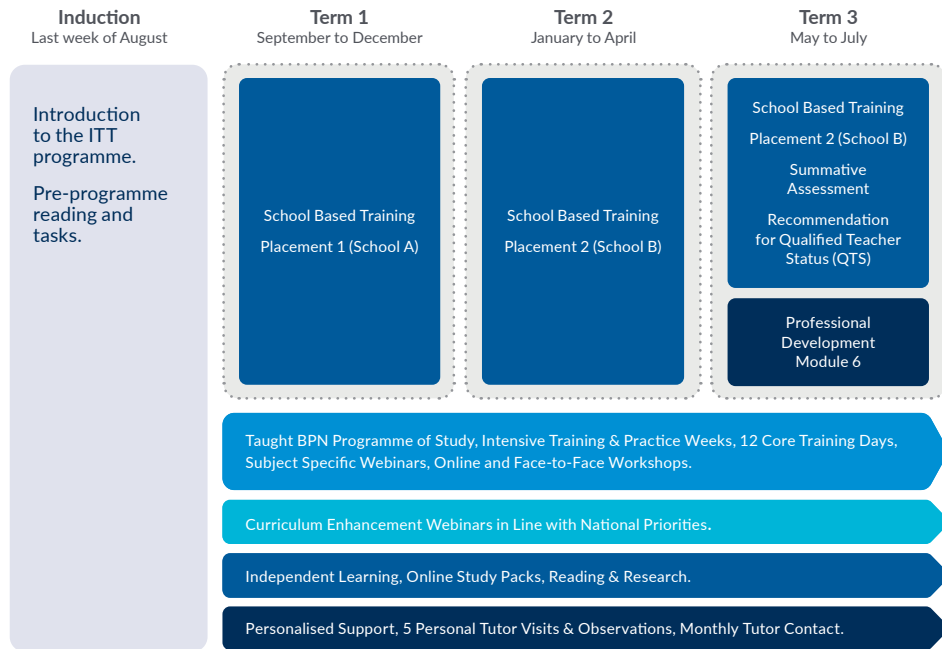 Induction
Last week of August
Introduction
to the ITT
programme.
Pre-programme
reading and
tasks.
Term 1
September to December
School Based Training
Placement 1 (School A)
Term 2
January to April
School Based Training
Placement 2 (School B)
Term 3
May to July
School Based Training
Placement 2 (School B)
Summative
Assessment
Recommendation
for Qualified Teacher
Status (QTS)
Professional
Development
Module 6
Taught BPN Programme of Study, Intensive Training & Practice Weeks, 12 Core Training Days,
Subject Specific Webinars, Online and Face-to-Face Workshops.
Curriculum Enhancement Webinars in Line with National Priorities.
Independent Learning, Online Study Packs, Reading & Research.
Personalised Support, 5 Personal Tutor Visits & Observations, Monthly Tutor Contact.